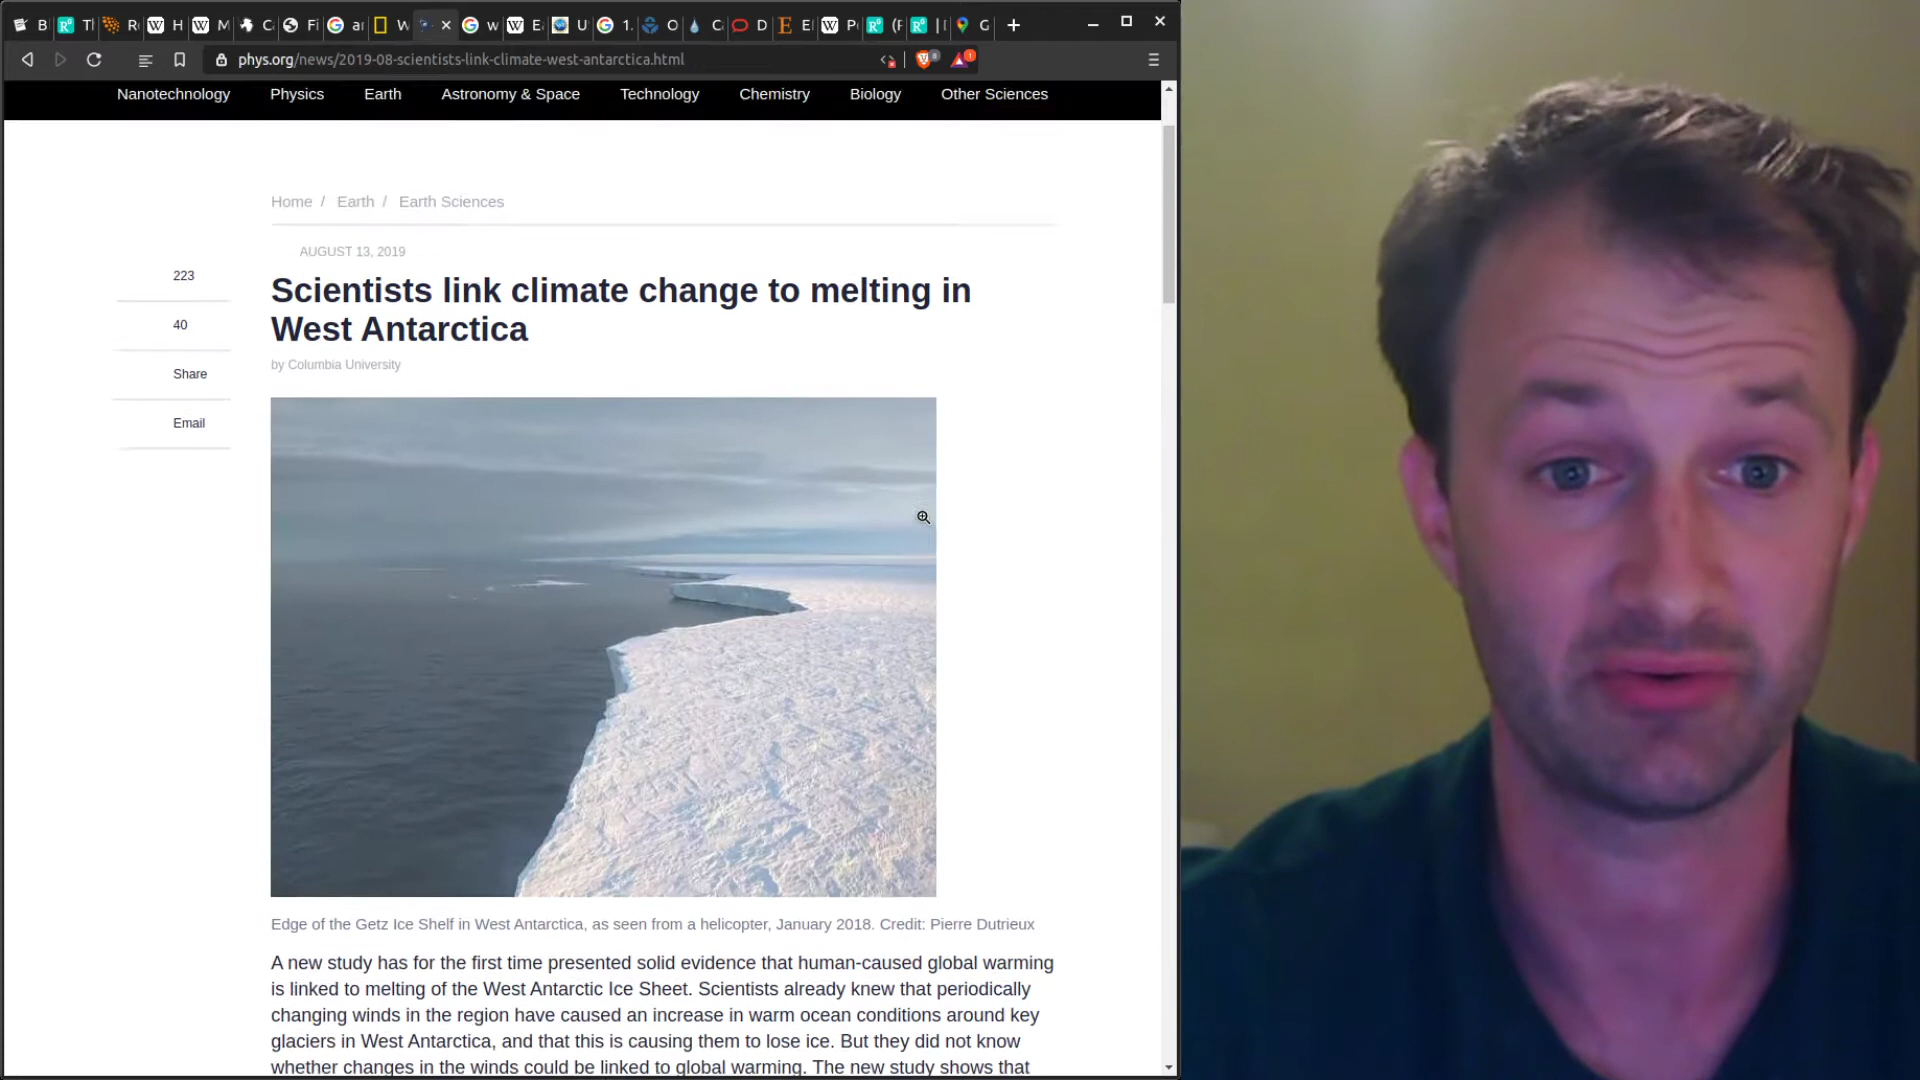 B
Tl
R
H
M
C
Fi
ar
W
w
E
U
1.
O
C
D
El
P
(F
| [
G
phys.org/news/2019-08-scientists-link-climate-west-antarctica.html
Nanotechnology Physics Earth Astronomy & Space Technology Chemistry Biology Other Sciences
Home / Earth / Earth Sciences
AUGUST 13, 2019
223
Scientists link climate change to melting in
40
West Antarctica
by Columbia University
Share
Email
Edge of the Getz Ice Shelf in West Antarctica, as seen from a helicopter, January 2018. Credit: Pierre Dutrieux
A new study has for the first time presented solid evidence that human-caused global warming
is linked to melting of the West Antarctic Ice Sheet. Scientists already knew that periodically
changing winds in the region have caused an increase in warm ocean conditions around key
glaciers in West Antarctica, and that this is causing them to lose ice. But they did not know
whether changes in the winds could be linked to global warming. The new study shows that